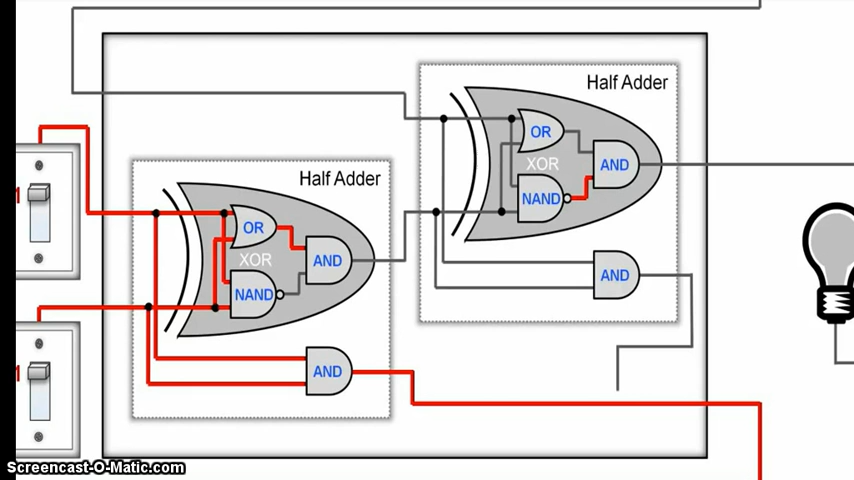 Half Adder
OR
XOR
AND
NAND
AND
Half Adder
OR
XOR
AND
NAND
AND
Screencast-O-Matic.com